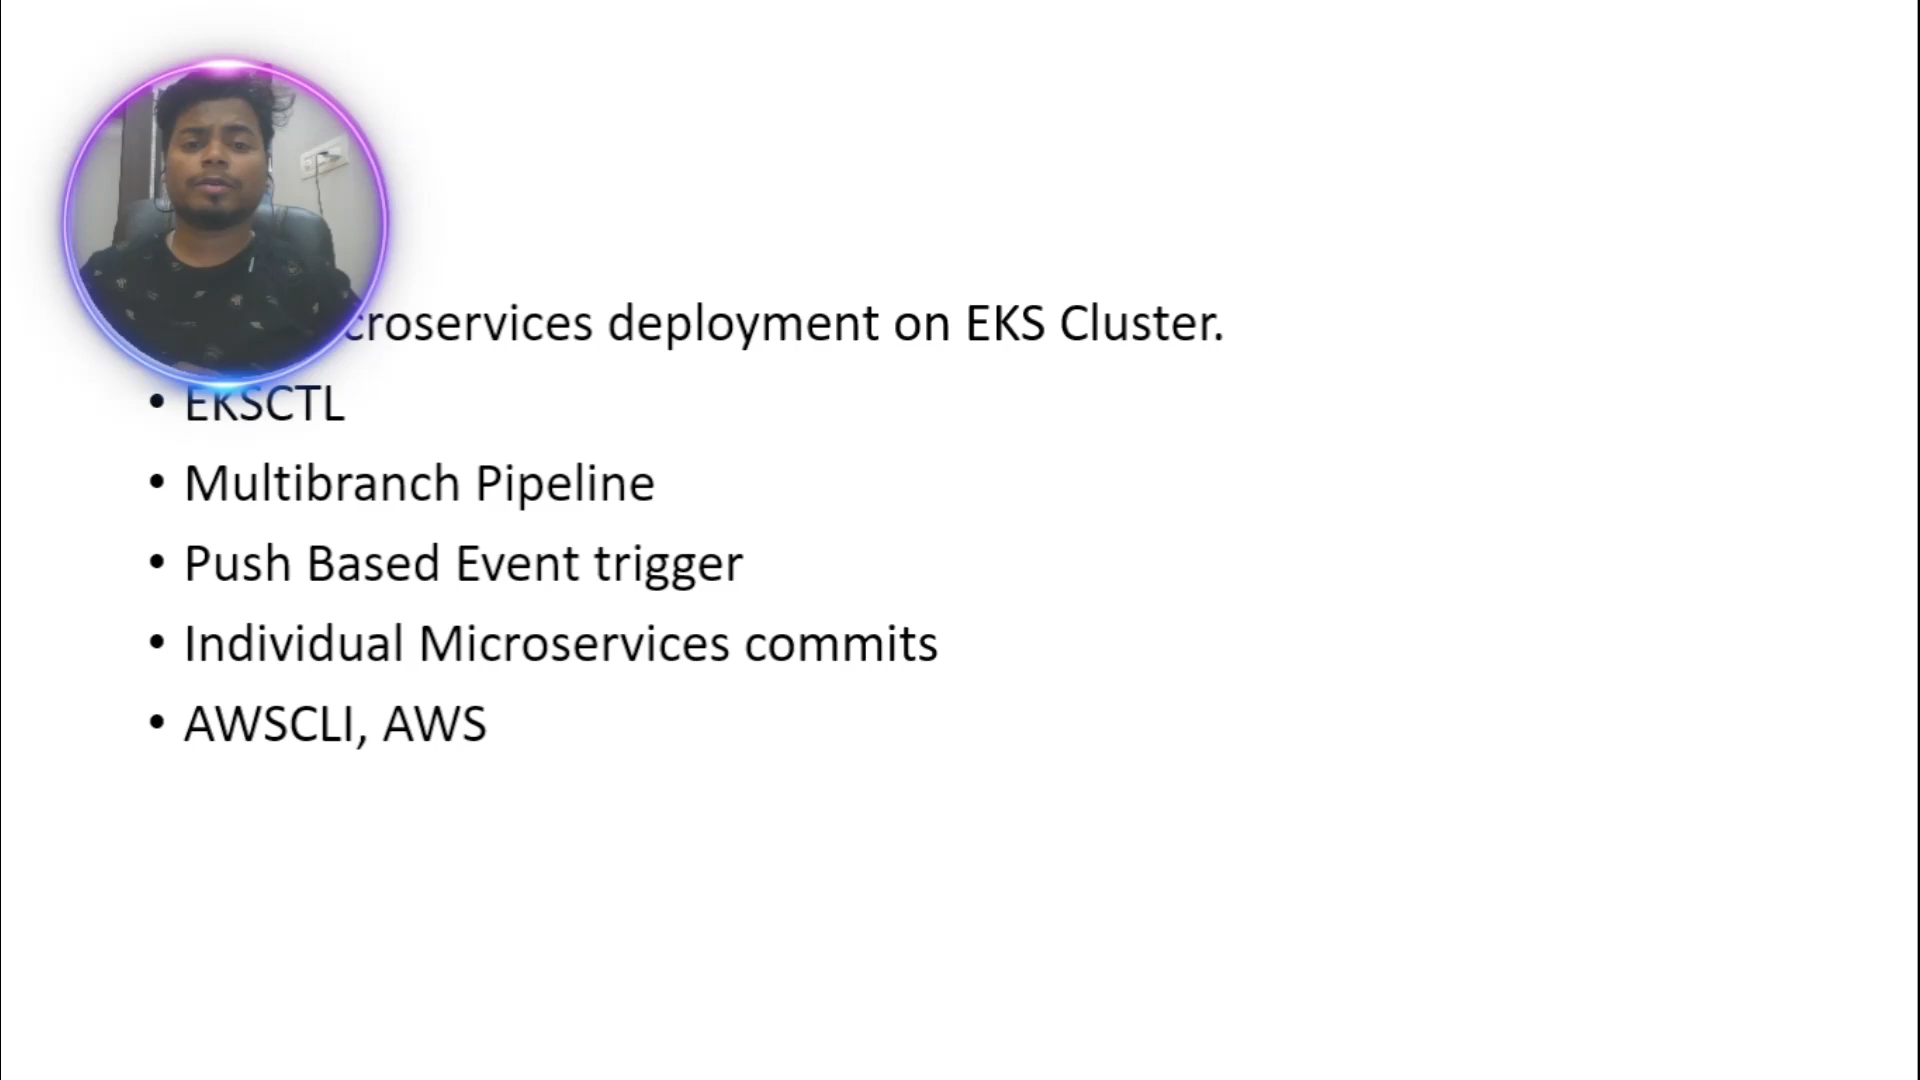 croservices deployment on EKS Cluster.
• EKSCTL
• Multibranch Pipeline
• Push Based Event trigger
• Individual Microservices commits
• AWSCLI, AWS